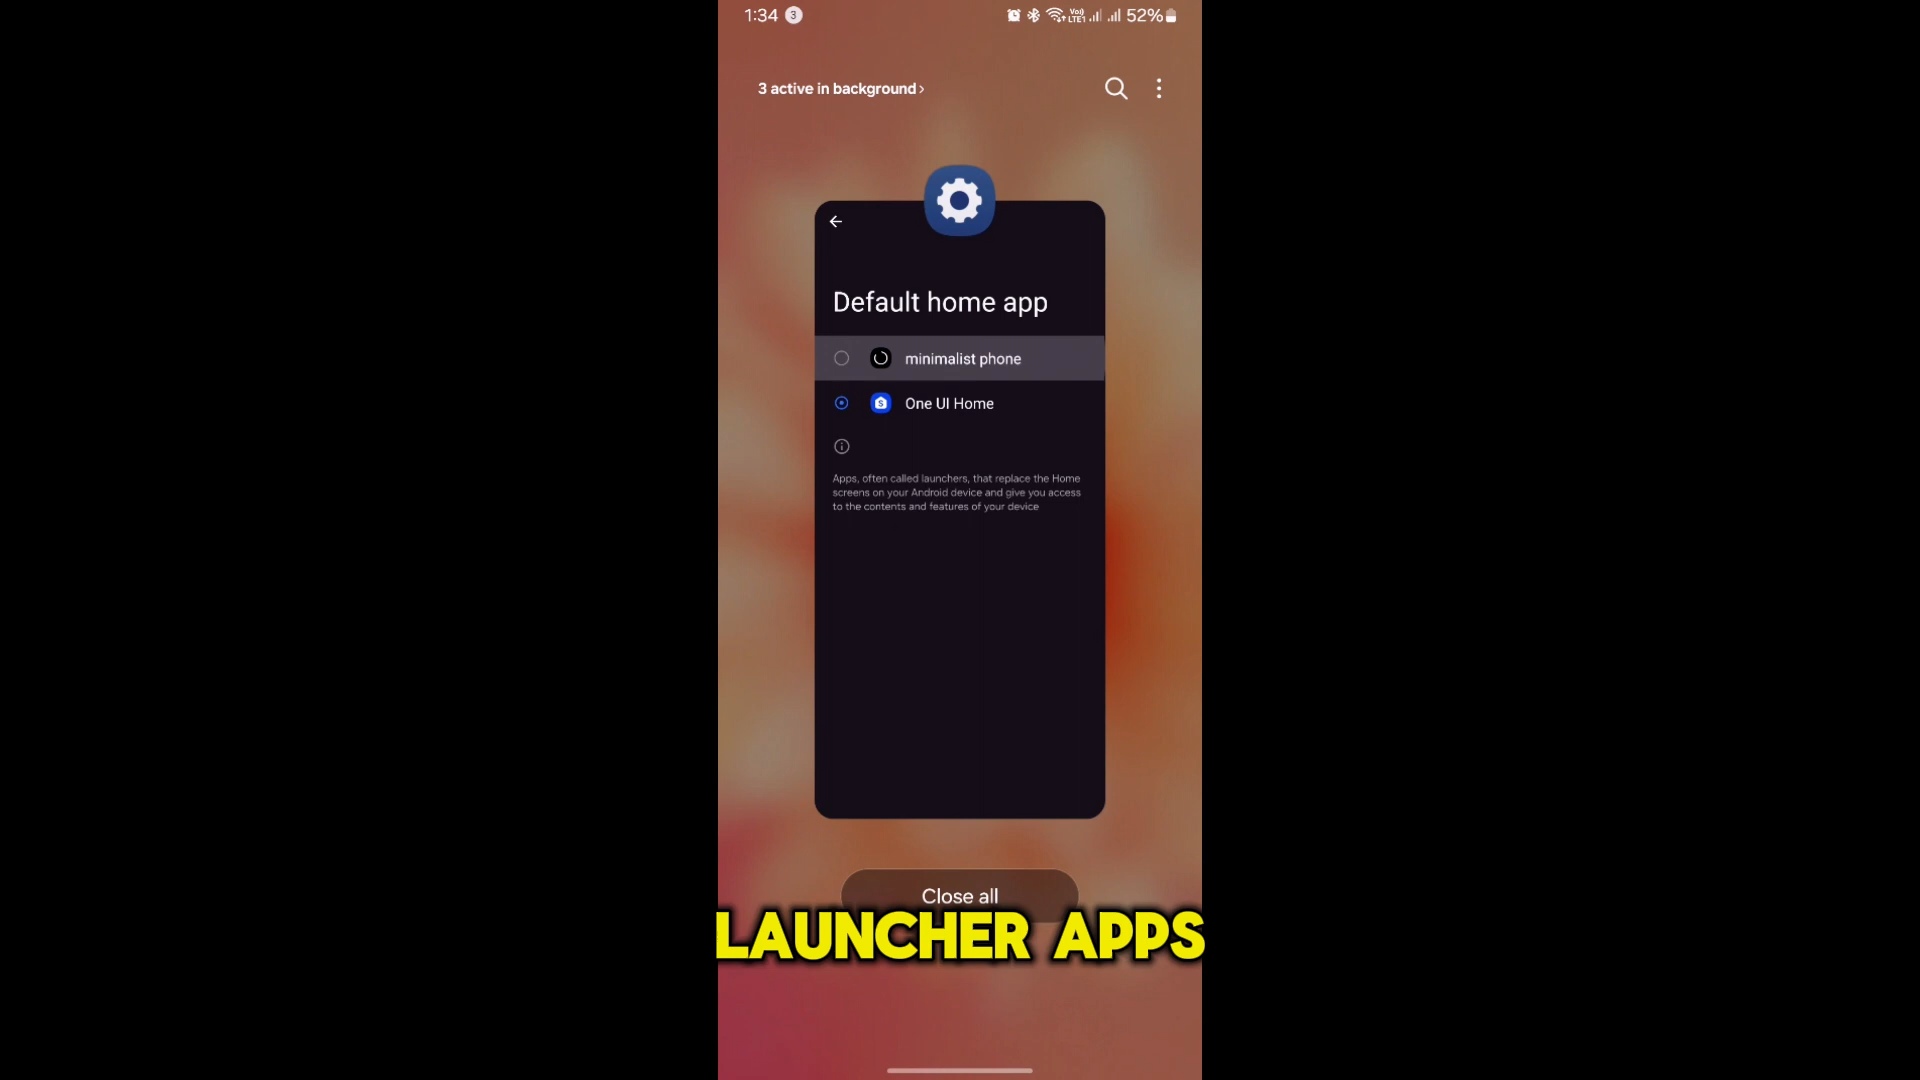 1:34 3 52%
3 active in background ›
Default home app
minimalist phone
One UI Home
Apps, often called launchers, that replace the Home
screens on your Android device and give you access
to the contents and features of your device
Close all
LAUNCHER APPS